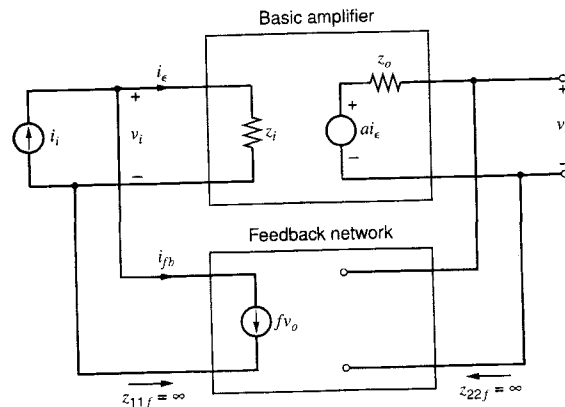 Basic amplifier
i_ε
z_o
+
+
+
i_i
v_i
z_i
ai_ε
v
−
−
−
Feedback network
i_fb
fv_o
z_11f = ∞
z_22f = ∞